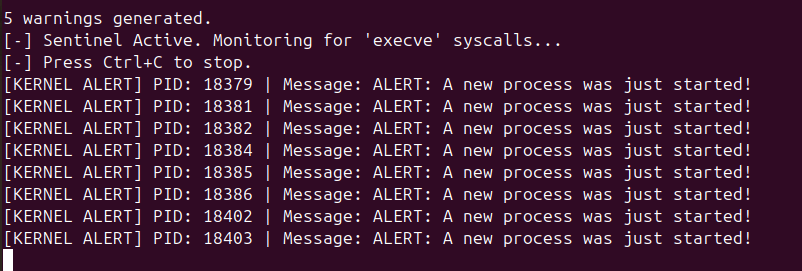 5 warnings generated.
[-] Sentinel Active. Monitoring for 'execve' syscalls...
[-] Press Ctrl+C to stop.
[KERNEL ALERT] PID: 18379 | Message: ALERT: A new process was just started!
[KERNEL ALERT] PID: 18381 | Message: ALERT: A new process was just started!
[KERNEL ALERT] PID: 18382 | Message: ALERT: A new process was just started!
[KERNEL ALERT] PID: 18384 | Message: ALERT: A new process was just started!
[KERNEL ALERT] PID: 18385 | Message: ALERT: A new process was just started!
[KERNEL ALERT] PID: 18386 | Message: ALERT: A new process was just started!
[KERNEL ALERT] PID: 18402 | Message: ALERT: A new process was just started!
[KERNEL ALERT] PID: 18403 | Message: ALERT: A new process was just started!